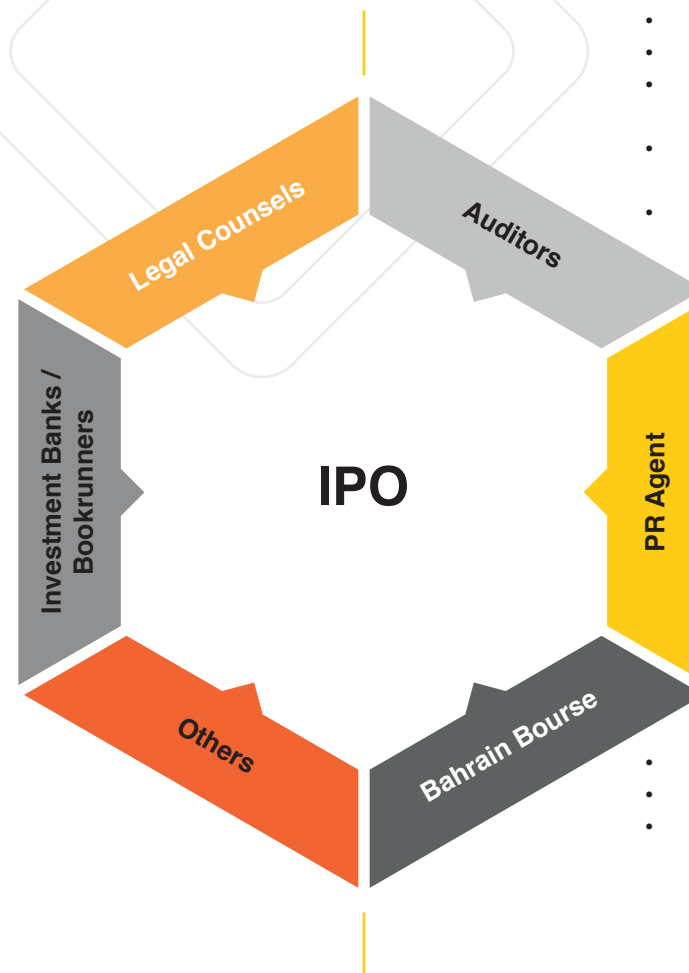 Legal Counsels
Auditors
Investment Banks /
Bookrunners
IPO
PR Agent
Others
Bahrain Bourse